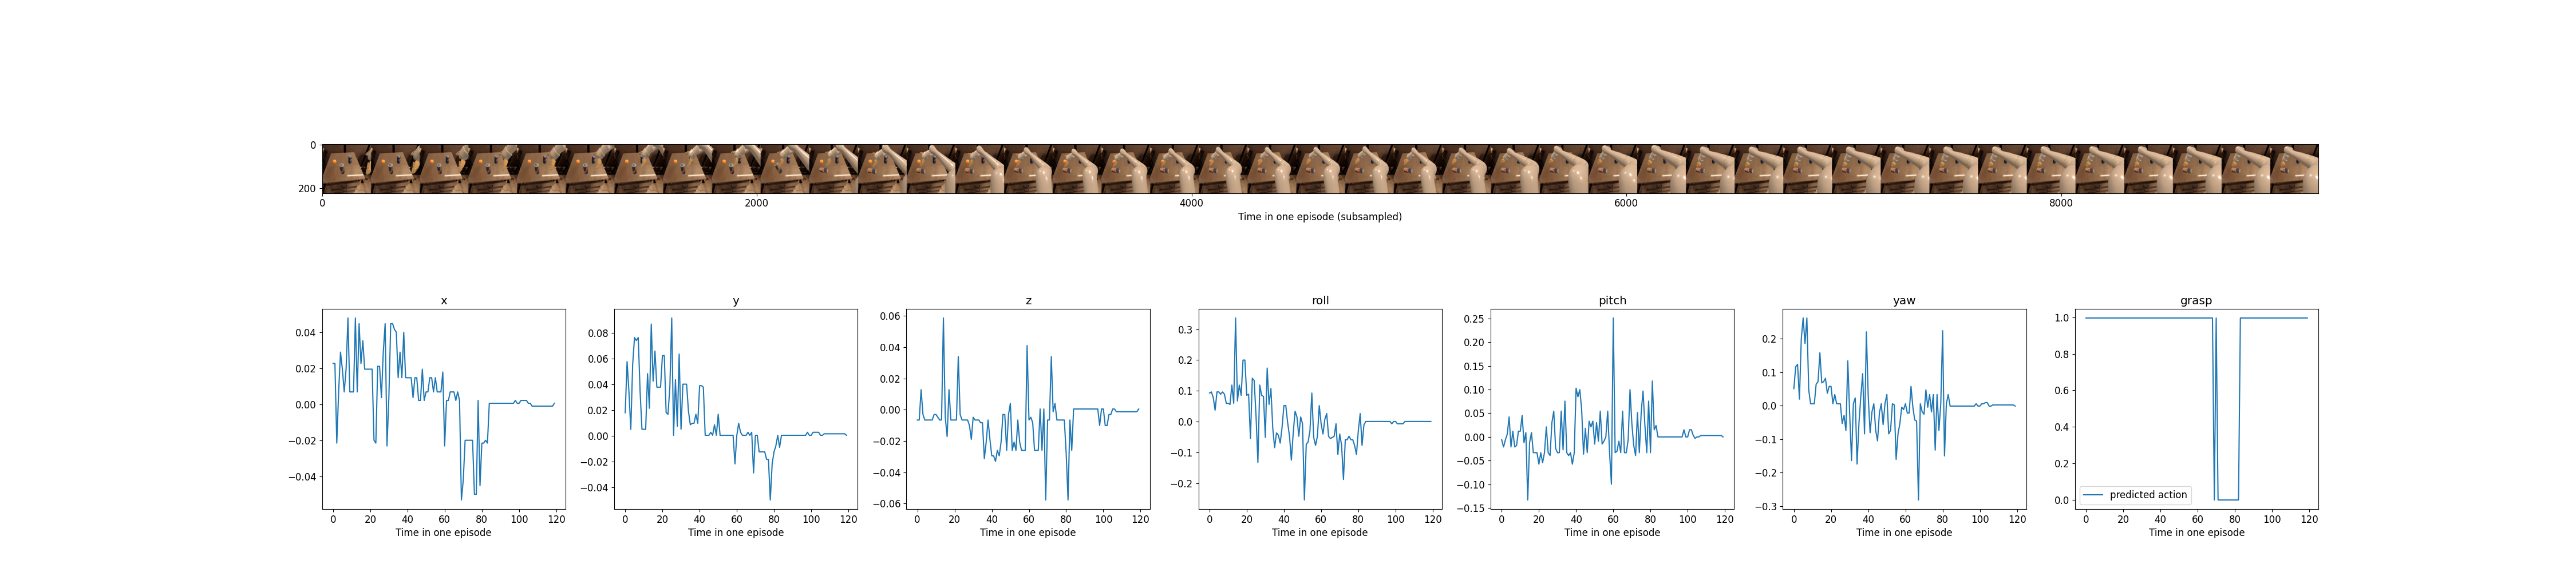 0
200
0 2000 4000 6000 8000
Time in one episode (subsampled)
x
0.04
0.02
0.00
−0.02
−0.04
0 20 40 60 80 100 120
Time in one episode
y
0.08
0.06
0.04
0.02
0.00
−0.02
−0.04
0 20 40 60 80 100 120
Time in one episode
z
0.06
0.04
0.02
0.00
−0.02
−0.04
−0.06
0 20 40 60 80 100 120
Time in one episode
roll
0.3
0.2
0.1
0.0
−0.1
−0.2
0 20 40 60 80 100 120
Time in one episode
pitch
0.25
0.20
0.15
0.10
0.05
0.00
−0.05
−0.10
−0.15
0 20 40 60 80 100 120
Time in one episode
yaw
0.2
0.1
0.0
−0.1
−0.2
−0.3
0 20 40 60 80 100 120
Time in one episode
grasp
1.0
0.8
0.6
0.4
0.2
0.0
predicted action
0 20 40 60 80 100 120
Time in one episode